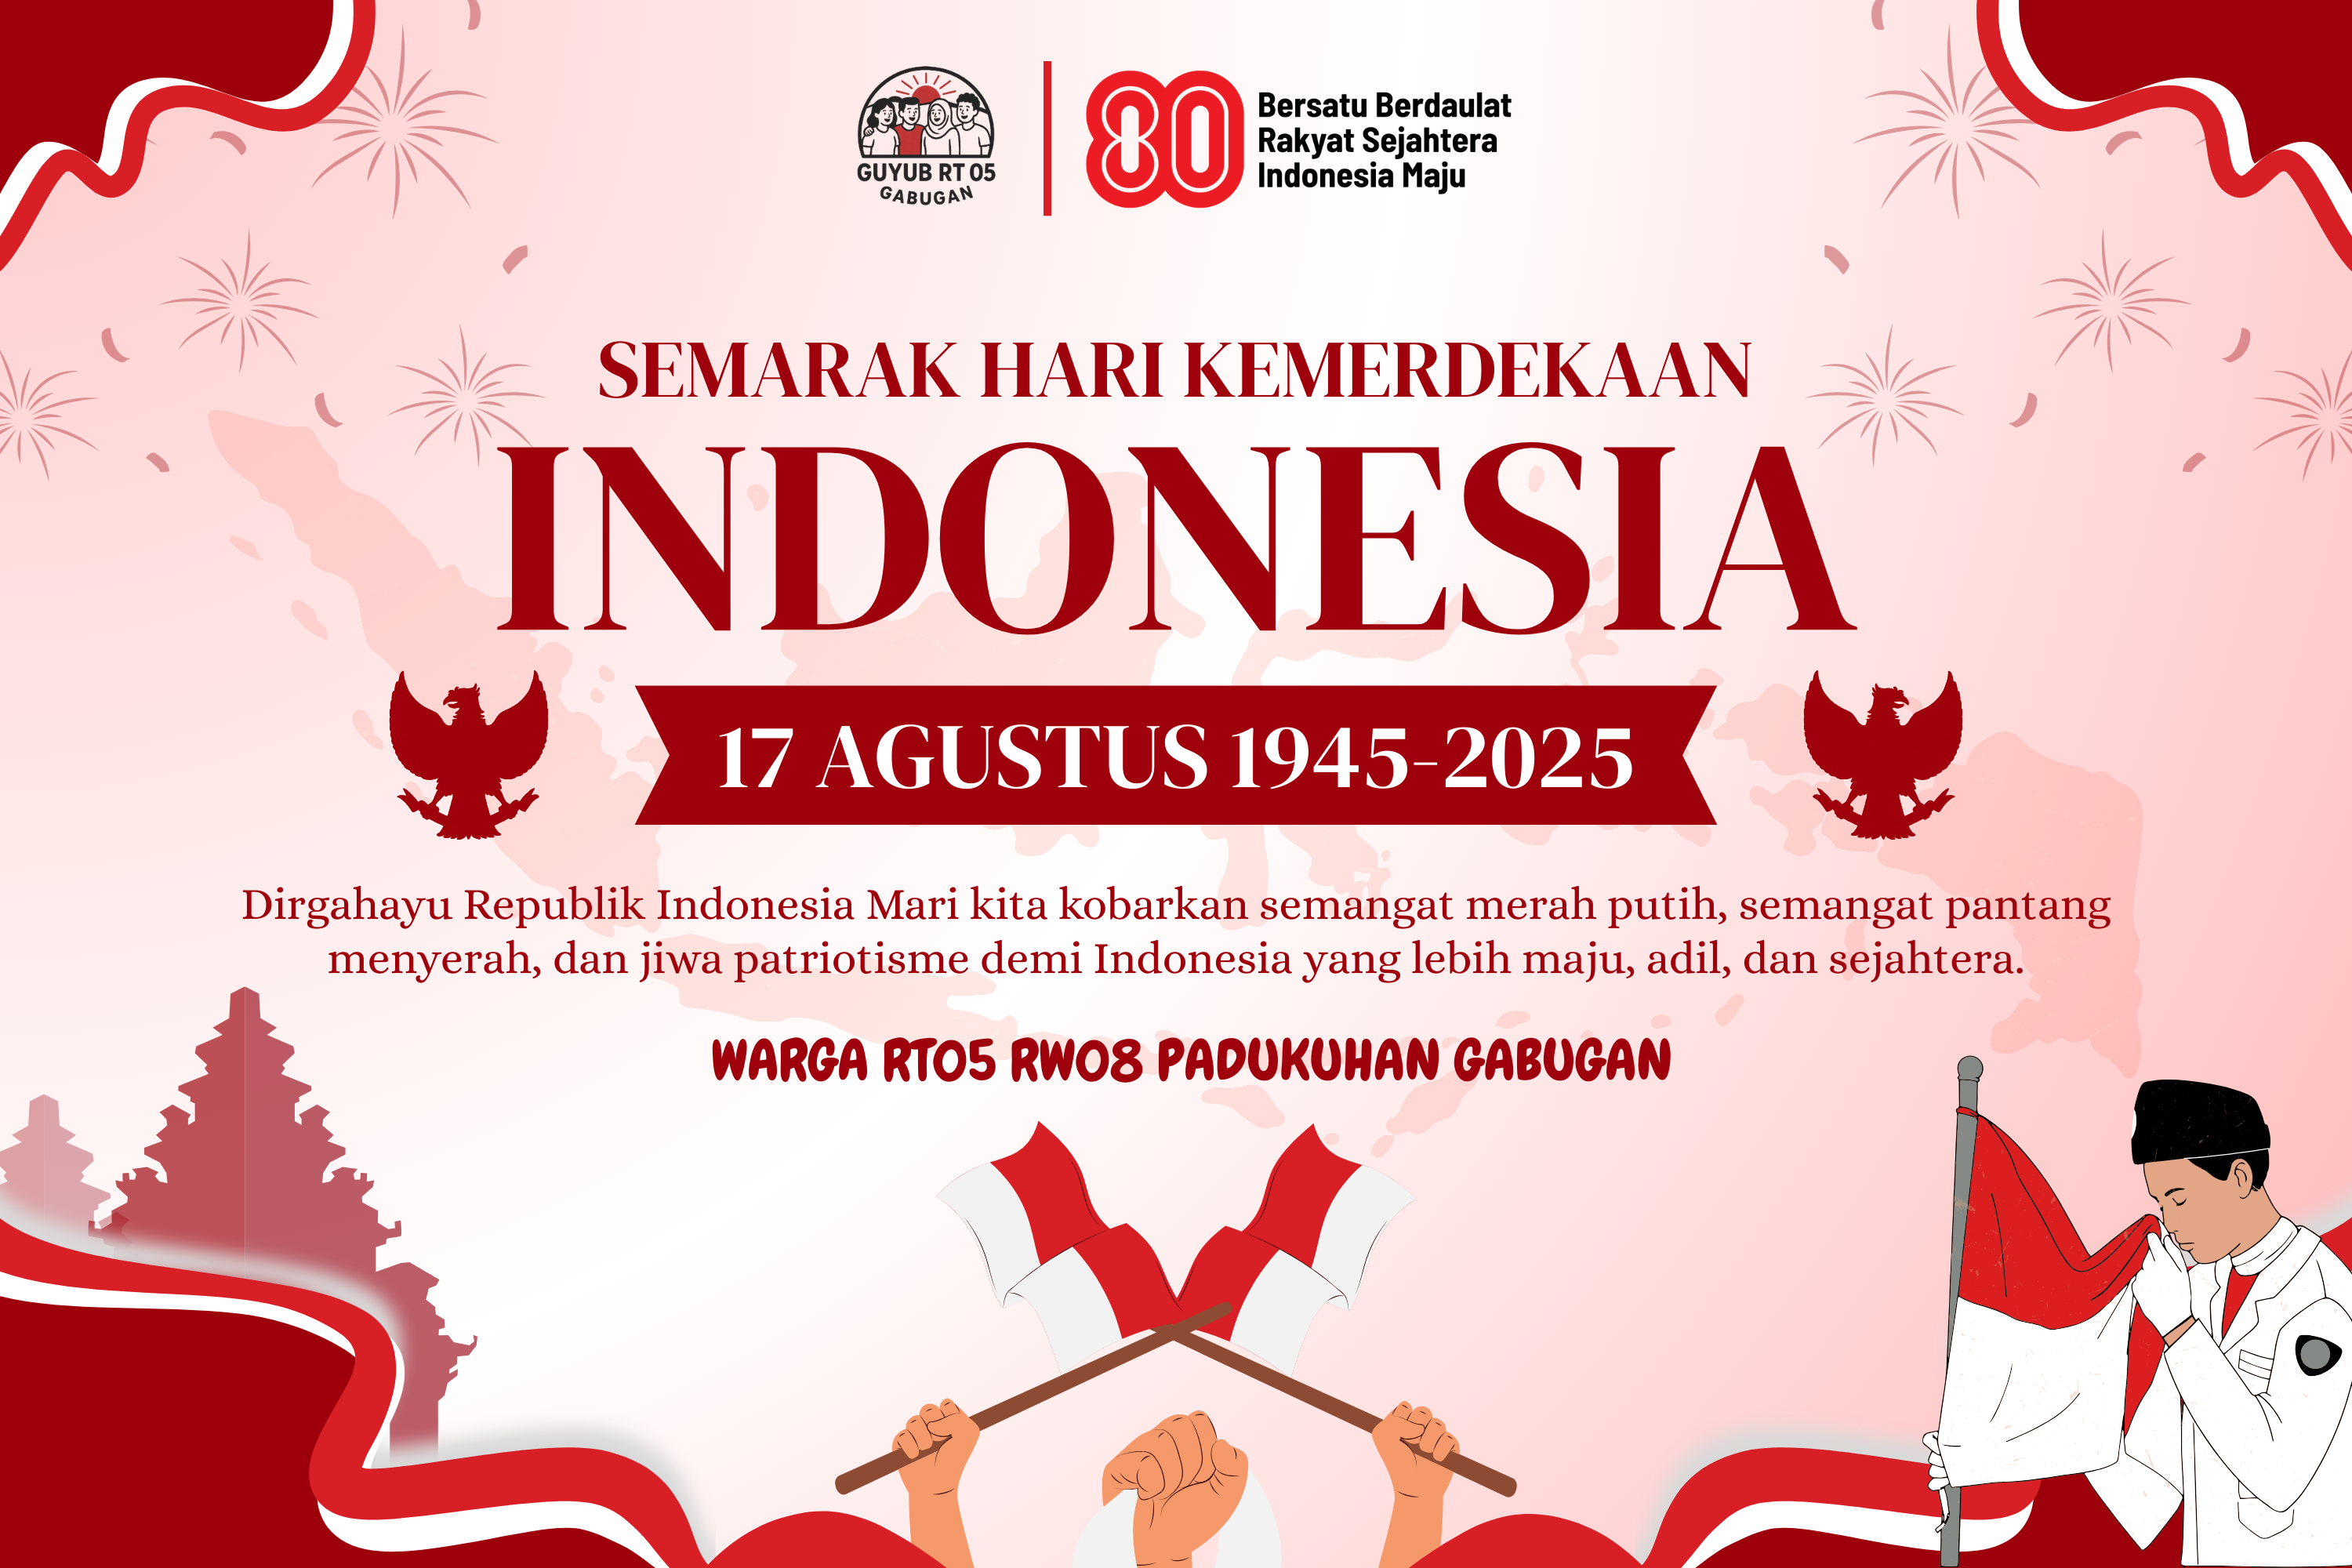 GUYUB RT 05
GABUGAN
80
Bersatu Berdaulat
Rakyat Sejahtera
Indonesia Maju
SEMARAK HARI KEMERDEKAAN
INDONESIA
17 AGUSTUS 1945-2025
Dirgahayu Republik Indonesia Mari kita kobarkan semangat merah putih, semangat pantang
menyerah, dan jiwa patriotisme demi Indonesia yang lebih maju, adil, dan sejahtera.
WARGA RT05 RW08 PADUKUHAN GABUGAN